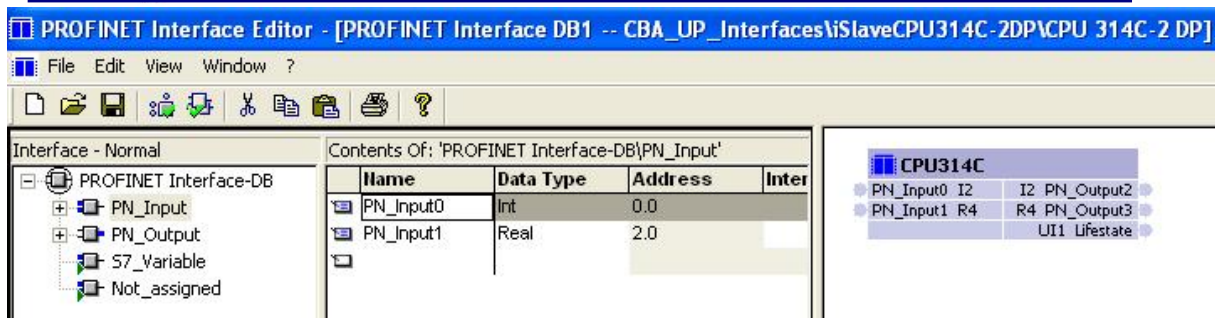 PROFINET Interface Editor - [PROFINET Interface DB1 -- CBA_UP_Interfaces\iSlaveCPU314C-2DP\CPU 314C-2 DP]
File Edit View Window ?
Interface - Normal
PROFINET Interface-DB
PN_Input
PN_Output
S7_Variable
Not_assigned
Contents Of: 'PROFINET Interface-DB\PN_Input'
Name Data Type Address Inter
PN_Input0 Int 0.0
PN_Input1 Real 2.0
CPU314C
PN_Input0 I2 I2 PN_Output2
PN_Input1 R4 R4 PN_Output3
UI1 Lifestate